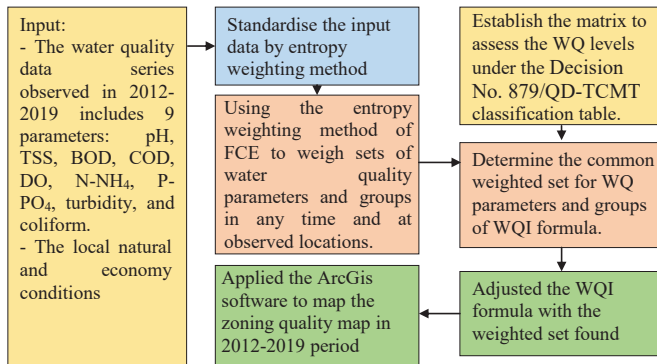 Input:
- The water quality
data series
observed in 2012-
2019 includes 9
parameters: pH,
TSS, BOD, COD,
DO, N-NH₄, P-
PO₄, turbidity, and
coliform.
- The local natural
and economy
conditions
Standardise the input
data by entropy
weighting method
Using the entropy
weighting method of
FCE to weigh sets of
water quality
parameters and groups
in any time and at
observed locations.
Establish the matrix to
assess the WQ levels
under the Decision
No. 879/QD-TCMT
classification table.
Determine the common
weighted set for WQ
parameters and groups
of WQI formula.
Adjusted the WQI
formula with the
weighted set found
Applied the ArcGis
software to map the
zoning quality map in
2012-2019 period